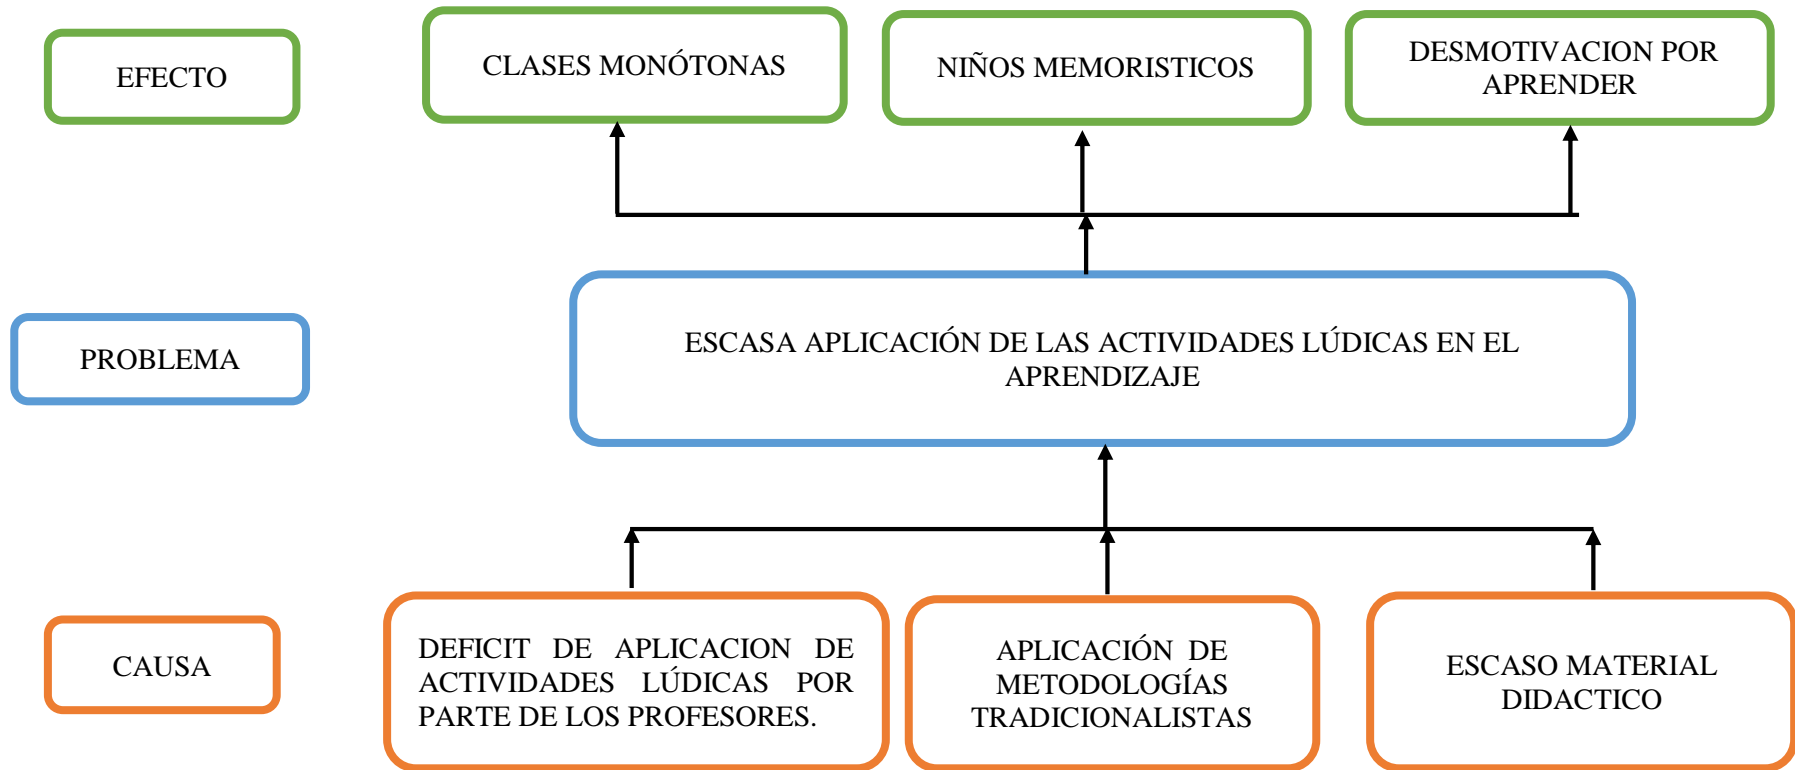 EFECTO
CLASES MONÓTONAS
NIÑOS MEMORISTICOS
DESMOTIVACION POR
APRENDER
PROBLEMA
ESCASA APLICACIÓN DE LAS ACTIVIDADES LÚDICAS EN EL
APRENDIZAJE
CAUSA
DEFICIT DE APLICACION DE
ACTIVIDADES LÚDICAS POR
PARTE DE LOS PROFESORES.
APLICACIÓN DE
METODOLOGÍAS
TRADICIONALISTAS
ESCASO MATERIAL
DIDACTICO